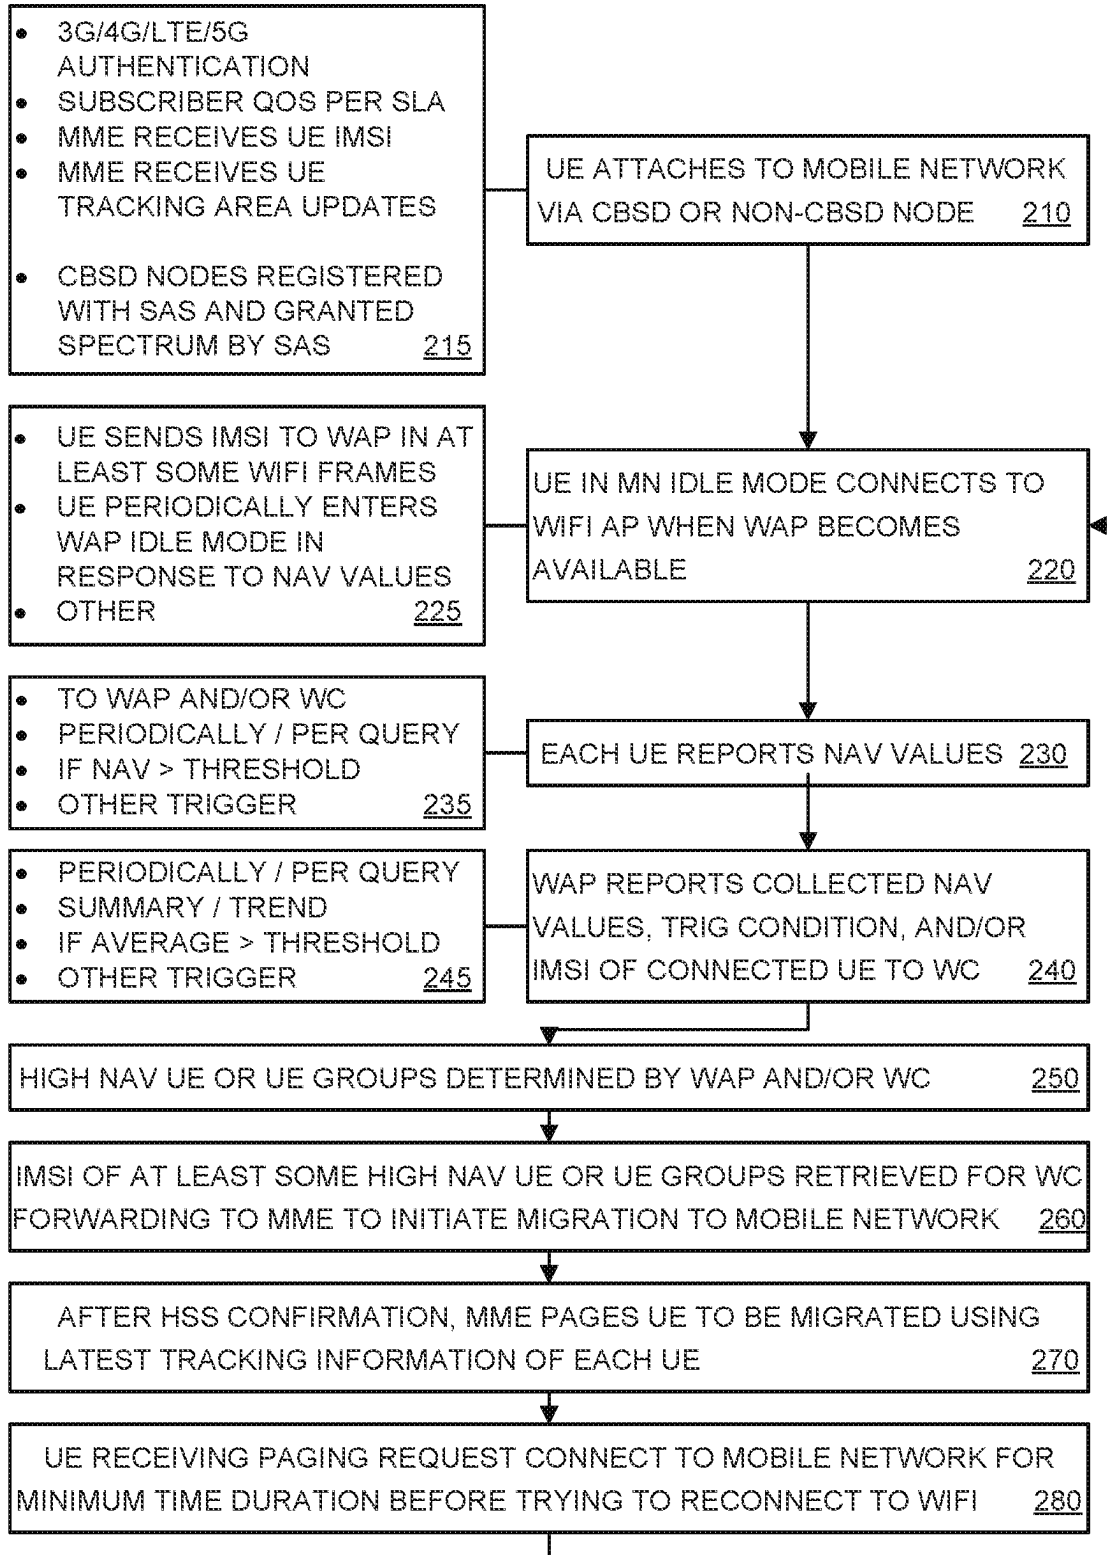 • 3G/4G/LTE/5G
AUTHENTICATION
• SUBSCRIBER QOS PER SLA
• MME RECEIVES UE IMSI
• MME RECEIVES UE
TRACKING AREA UPDATES
• CBSD NODES REGISTERED
WITH SAS AND GRANTED
SPECTRUM BY SAS 215
UE ATTACHES TO MOBILE NETWORK
VIA CBSD OR NON-CBSD NODE 210
• UE SENDS IMSI TO WAP IN AT
LEAST SOME WIFI FRAMES
• UE PERIODICALLY ENTERS
WAP IDLE MODE IN
RESPONSE TO NAV VALUES
• OTHER 225
UE IN MN IDLE MODE CONNECTS TO
WIFI AP WHEN WAP BECOMES
AVAILABLE 220
• TO WAP AND/OR WC
• PERIODICALLY / PER QUERY
• IF NAV > THRESHOLD
• OTHER TRIGGER 235
EACH UE REPORTS NAV VALUES 230
• PERIODICALLY / PER QUERY
• SUMMARY / TREND
• IF AVERAGE > THRESHOLD
• OTHER TRIGGER 245
WAP REPORTS COLLECTED NAV
VALUES, TRIG CONDITION, AND/OR
IMSI OF CONNECTED UE TO WC 240
HIGH NAV UE OR UE GROUPS DETERMINED BY WAP AND/OR WC 250
IMSI OF AT LEAST SOME HIGH NAV UE OR UE GROUPS RETRIEVED FOR WC
FORWARDING TO MME TO INITIATE MIGRATION TO MOBILE NETWORK 260
AFTER HSS CONFIRMATION, MME PAGES UE TO BE MIGRATED USING
LATEST TRACKING INFORMATION OF EACH UE 270
UE RECEIVING PAGING REQUEST CONNECT TO MOBILE NETWORK FOR
MINIMUM TIME DURATION BEFORE TRYING TO RECONNECT TO WIFI 280